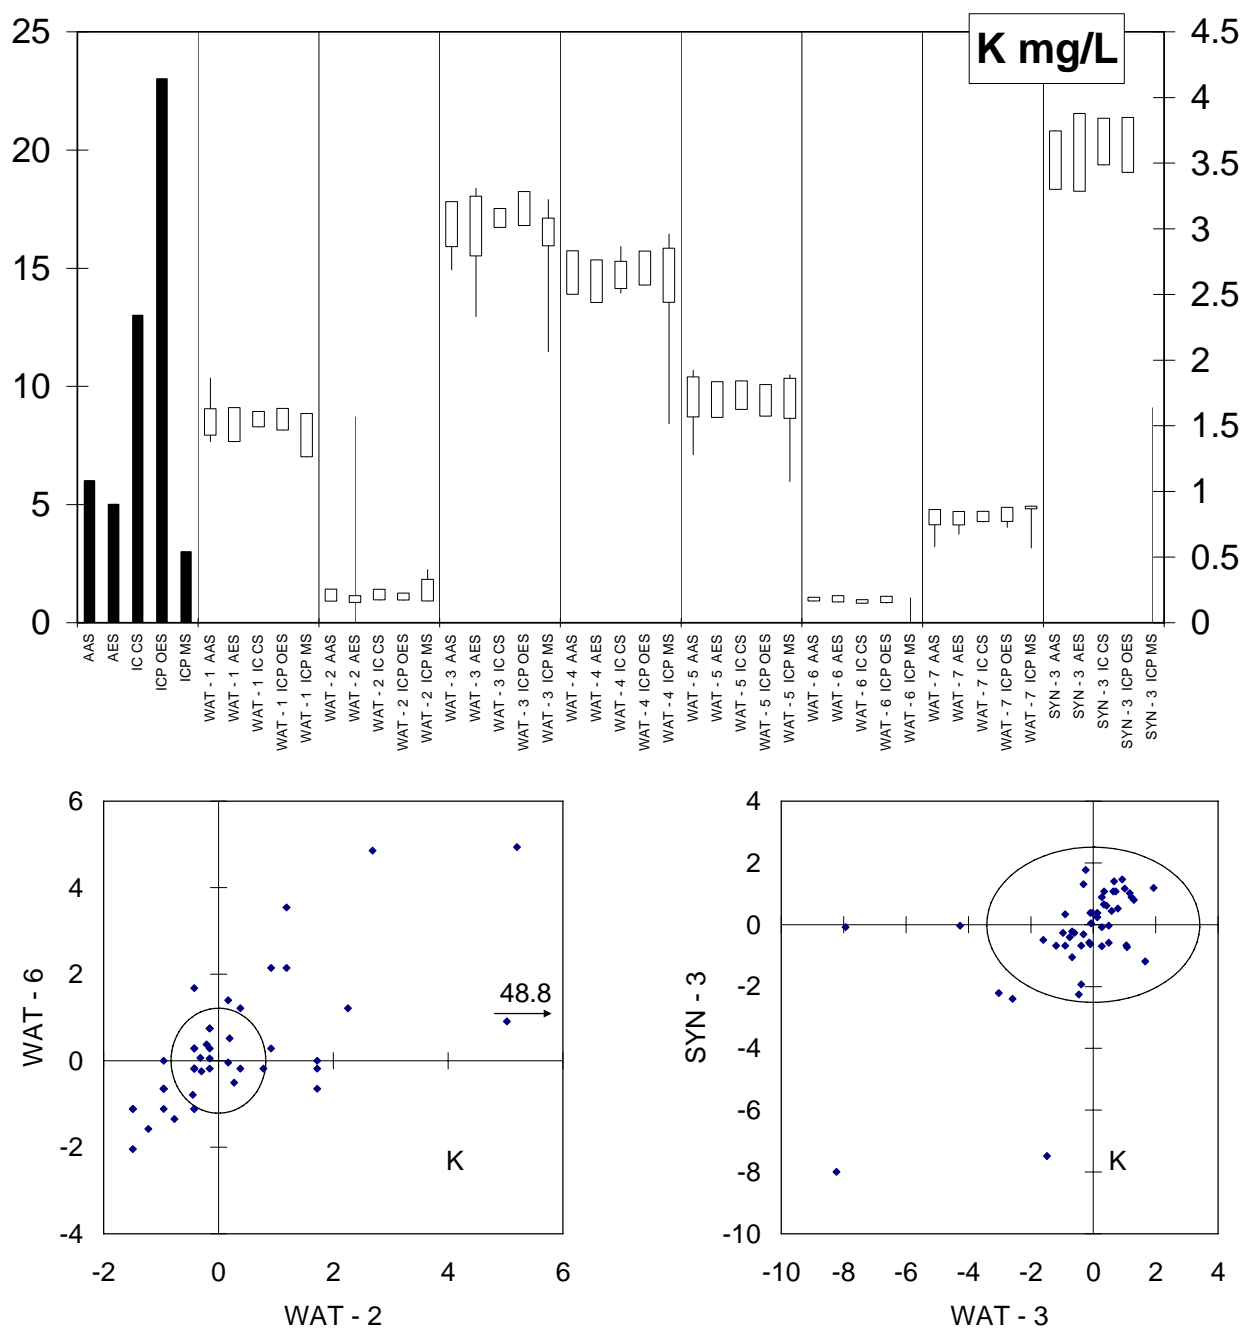 K mg/L
25
20
15
10
5
0
4.5
4
3.5
3
2.5
2
1.5
1
0.5
0
AAS
AES
IC CS
ICP OES
ICP MS
WAT - 1 AAS
WAT - 1 AES
WAT - 1 IC CS
WAT - 1 ICP OES
WAT - 1 ICP MS
WAT - 2 AAS
WAT - 2 AES
WAT - 2 IC CS
WAT - 2 ICP OES
WAT - 2 ICP MS
WAT - 3 AAS
WAT - 3 AES
WAT - 3 IC CS
WAT - 3 ICP OES
WAT - 3 ICP MS
WAT - 4 AAS
WAT - 4 AES
WAT - 4 IC CS
WAT - 4 ICP OES
WAT - 4 ICP MS
WAT - 5 AAS
WAT - 5 AES
WAT - 5 IC CS
WAT - 5 ICP OES
WAT - 5 ICP MS
WAT - 6 AAS
WAT - 6 AES
WAT - 6 IC CS
WAT - 6 ICP OES
WAT - 6 ICP MS
WAT - 7 AAS
WAT - 7 AES
WAT - 7 IC CS
WAT - 7 ICP OES
WAT - 7 ICP MS
SYN - 3 AAS
SYN - 3 AES
SYN - 3 IC CS
SYN - 3 ICP OES
SYN - 3 ICP MS
6
4
2
0
-2
-4
WAT - 6
48.8
K
-2 0 2 4 6
WAT - 2
4
2
0
-2
-4
-6
-8
-10
SYN - 3
K
-10 -8 -6 -4 -2 0 2 4
WAT - 3